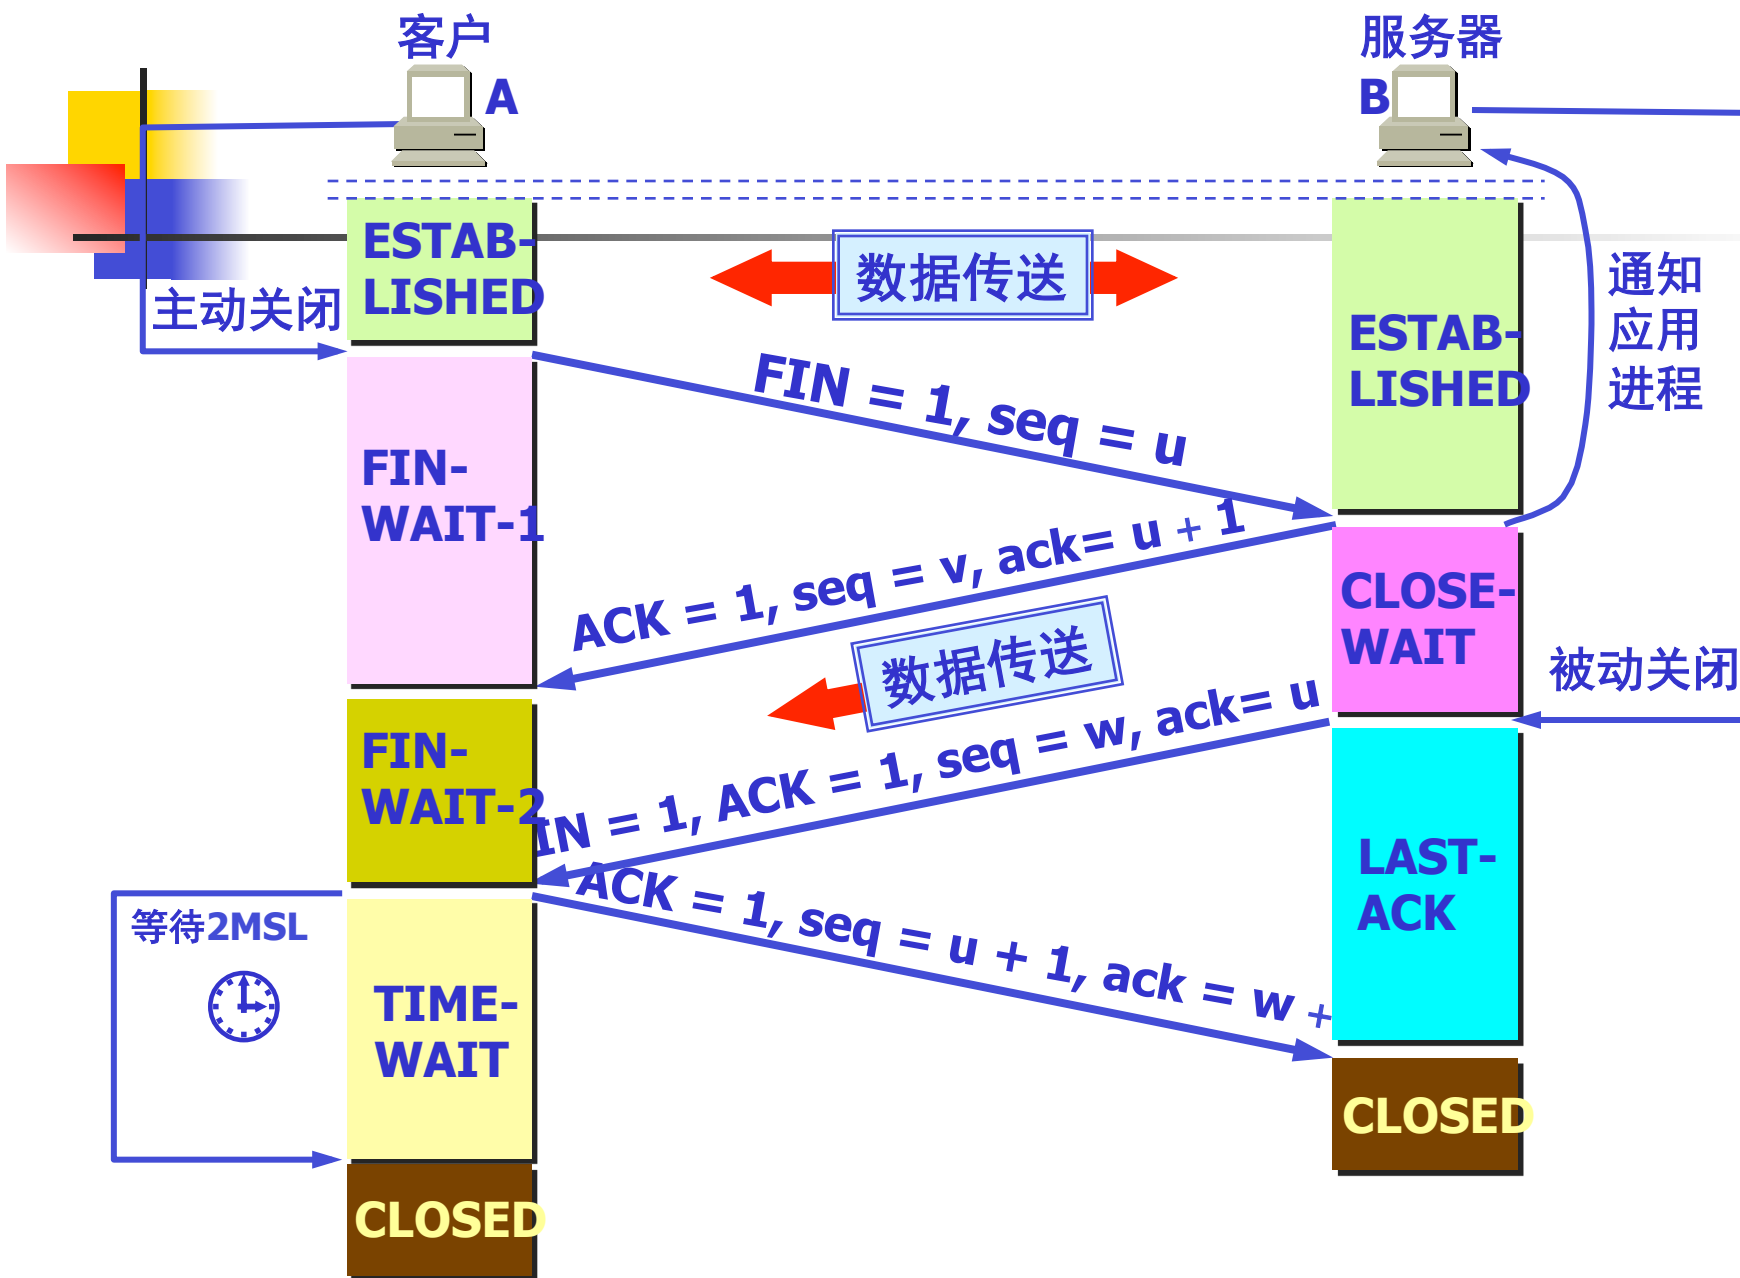 客户
服务器
A
B
ESTAB-
LISHED
数据传送
主动关闭
ESTAB-
LISHED
通知
应用
进程
FIN = 1, seq = u
FIN-
WAIT-1
ACK = 1, seq = v, ack= u + 1
CLOSE-
WAIT
数据传送
被动关闭
FIN-
WAIT-2
IN = 1, ACK = 1, seq = w, ack= u
LAST-
ACK
ACK = 1, seq = u + 1, ack = w +
等待2MSL
TIME-
WAIT
CLOSED
CLOSED